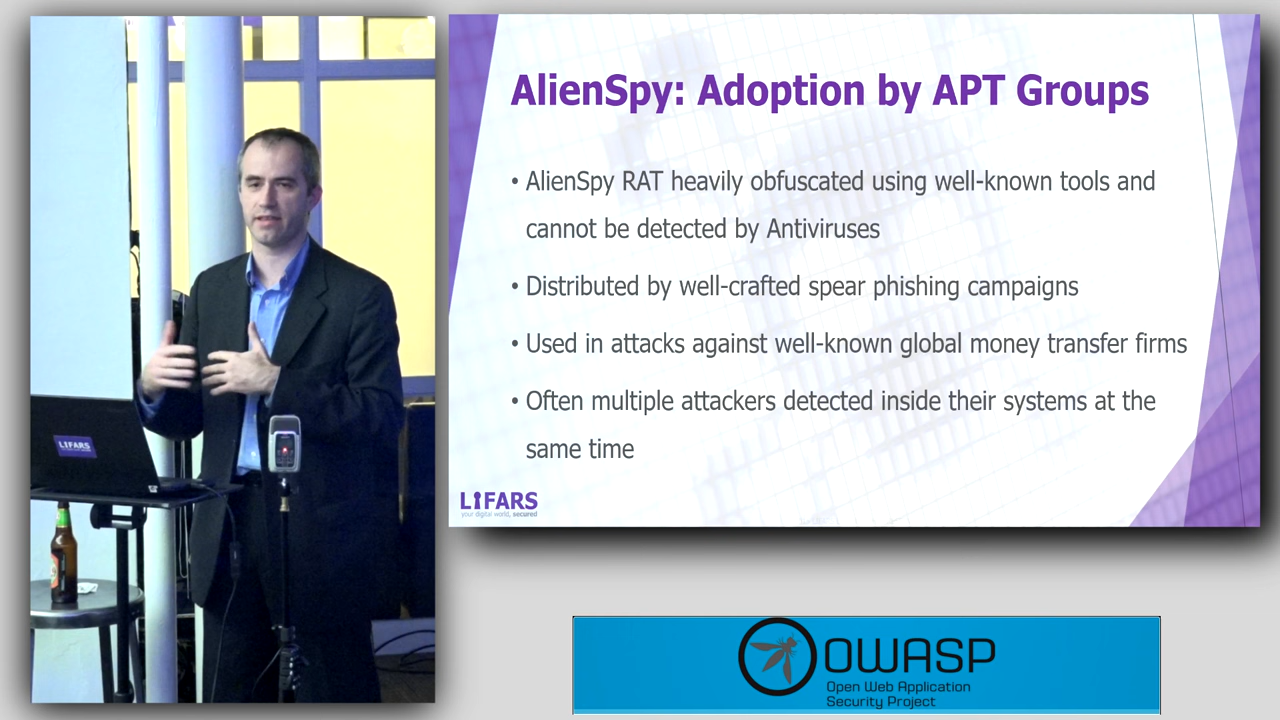 AlienSpy: Adoption by APT Groups
• AlienSpy RAT heavily obfuscated using well-known tools and
cannot be detected by Antiviruses
• Distributed by well-crafted spear phishing campaigns
• Used in attacks against well-known global money transfer firms
• Often multiple attackers detected inside their systems at the
same time
LIFARS
your digital world, secured
LIFARS
OWASP
Open Web Application
Security Project